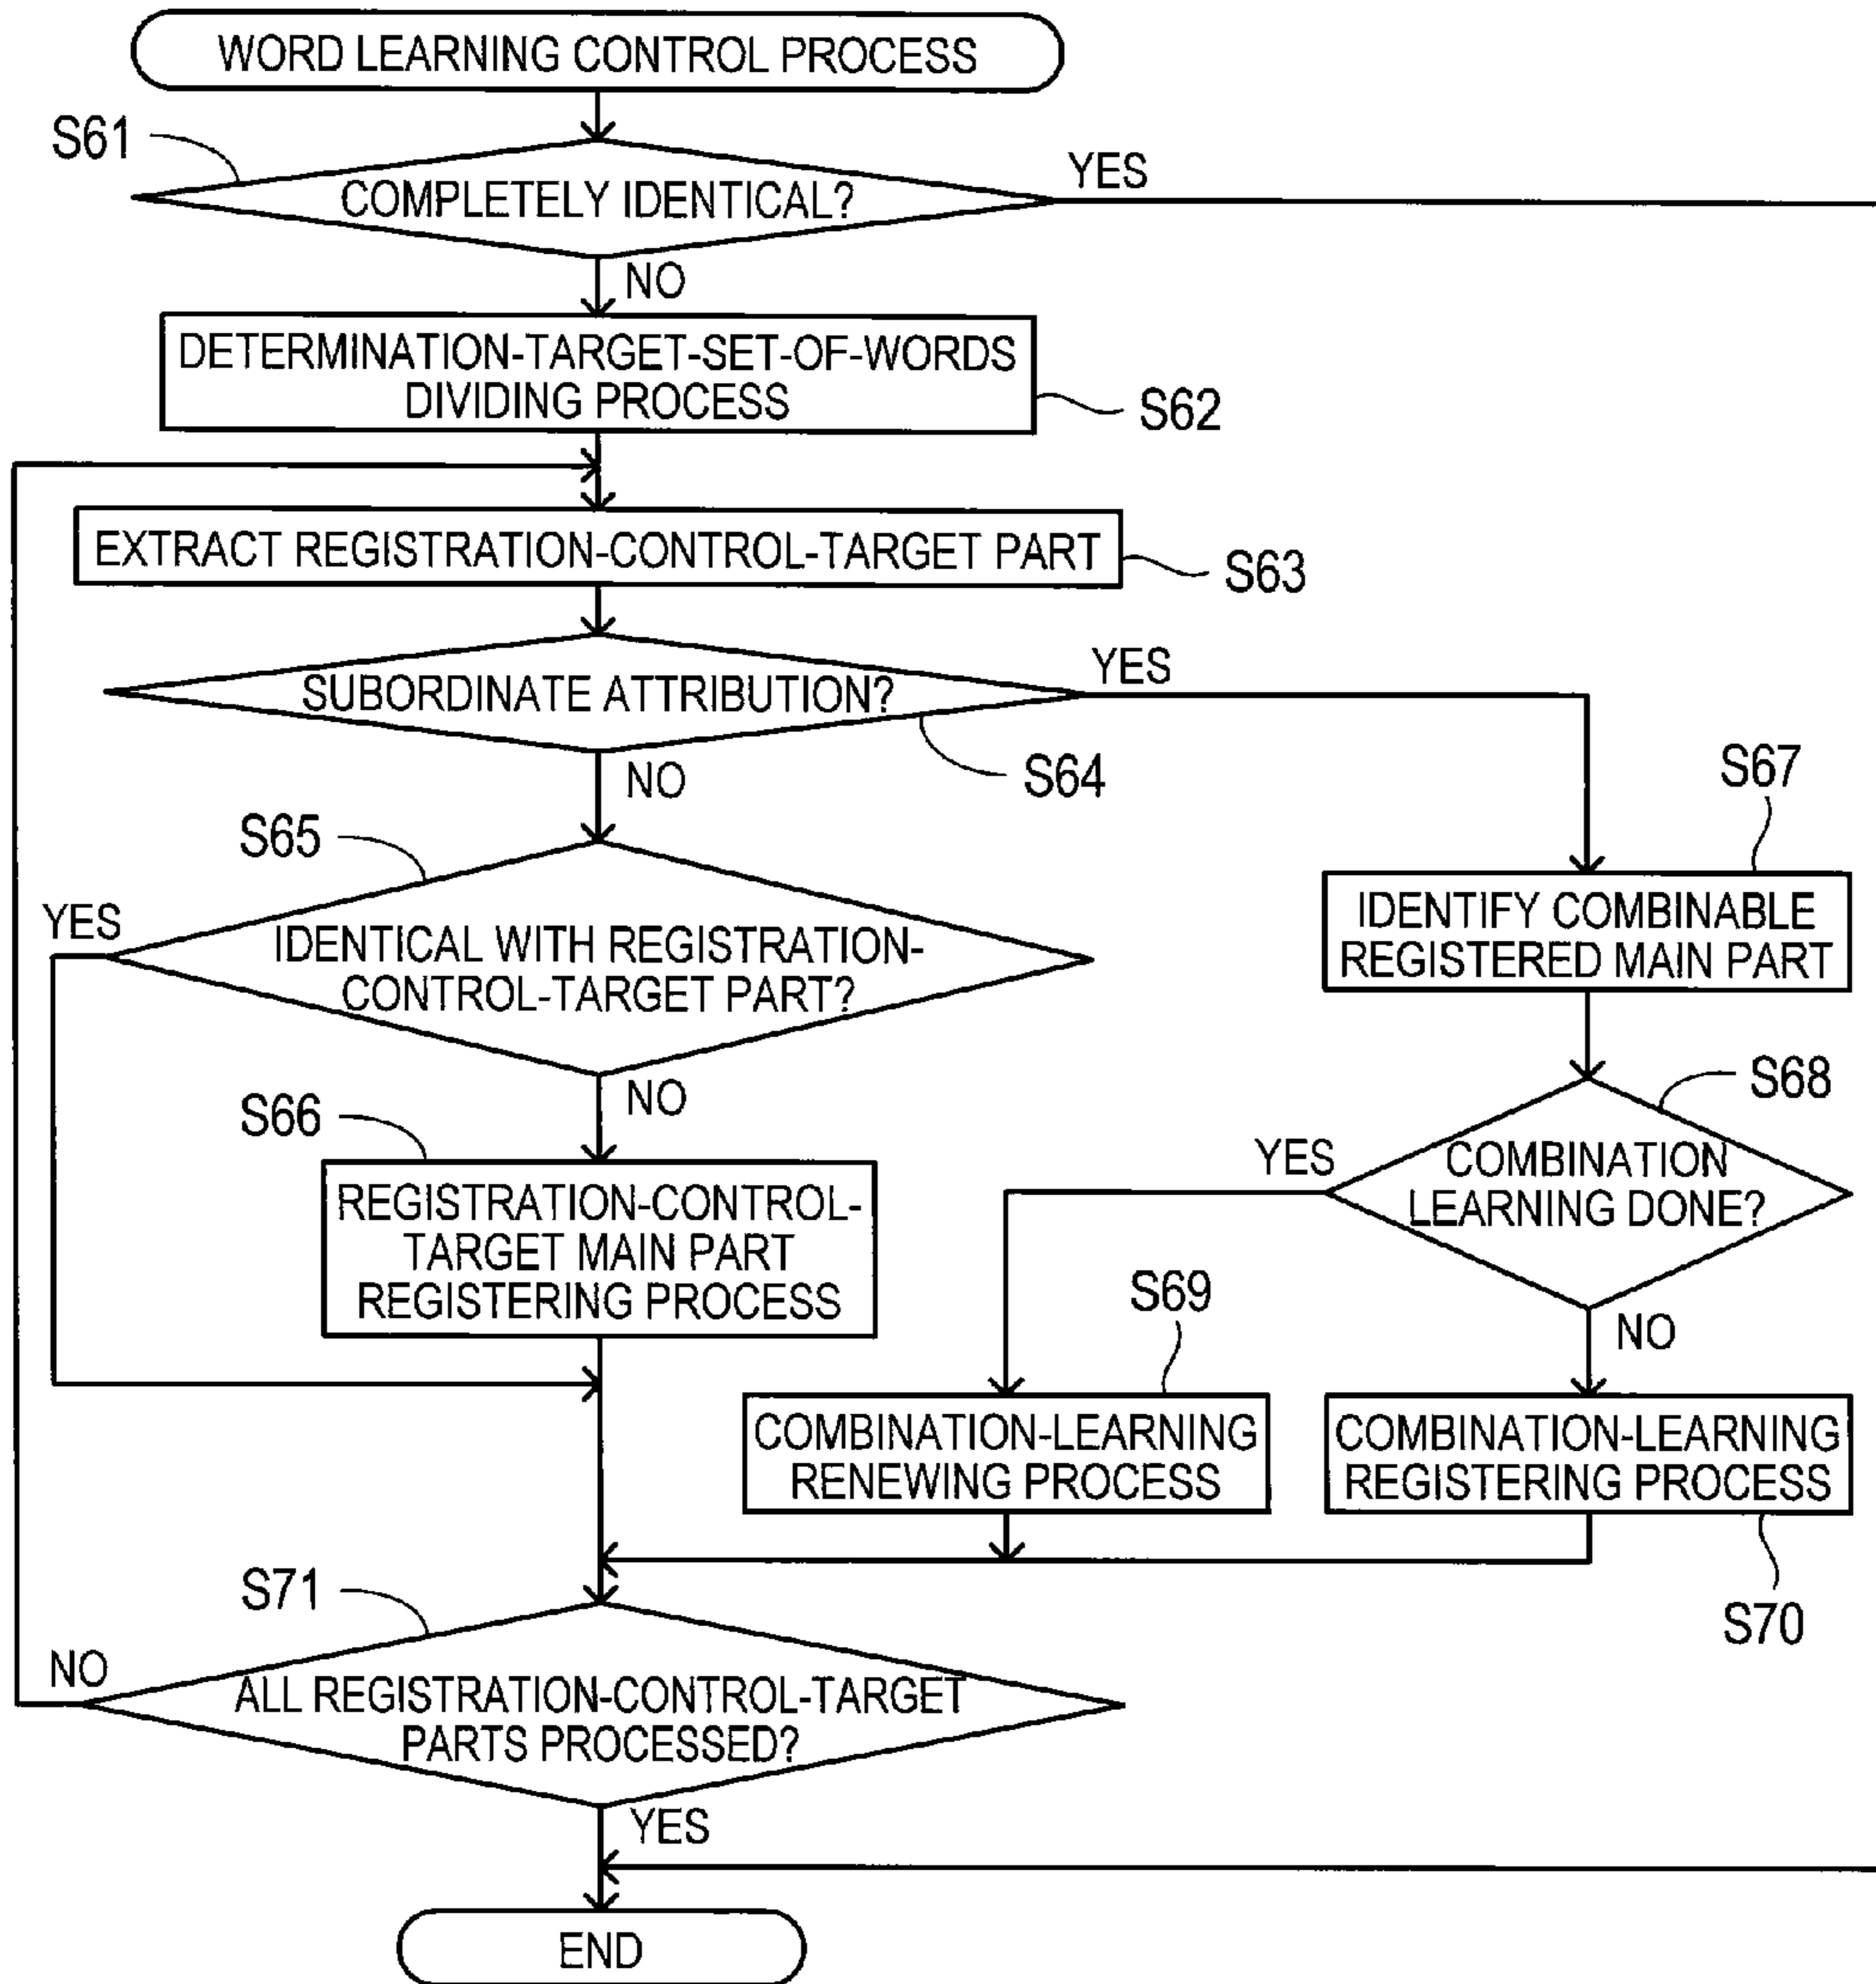 WORD LEARNING CONTROL PROCESS
S61
COMPLETELY IDENTICAL?
YES
NO
DETERMINATION-TARGET-SET-OF-WORDS
DIVIDING PROCESS
S62
EXTRACT REGISTRATION-CONTROL-TARGET PART
S63
SUBORDINATE ATTRIBUTION?
YES
S64
NO
S65
YES
IDENTICAL WITH REGISTRATION-
CONTROL-TARGET PART?
NO
S66
REGISTRATION-CONTROL-
TARGET MAIN PART
REGISTERING PROCESS
S67
IDENTIFY COMBINABLE
REGISTERED MAIN PART
S68
COMBINATION
LEARNING DONE?
YES
NO
S69
COMBINATION-LEARNING
RENEWING PROCESS
COMBINATION-LEARNING
REGISTERING PROCESS
S70
S71
NO
ALL REGISTRATION-CONTROL-TARGET
PARTS PROCESSED?
YES
END